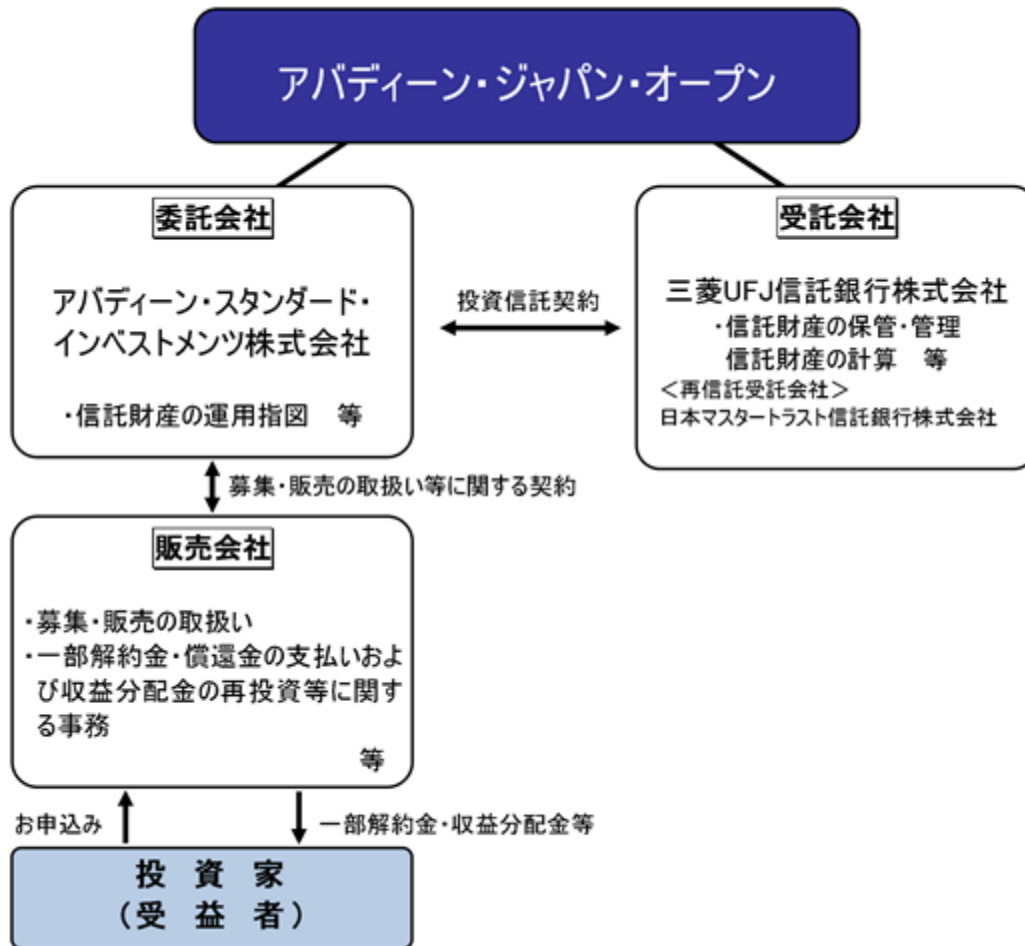 アバディーン・ジャパン・オープン
委託会社
アバディーン・スタンダード・
インベストメンツ株式会社
・信託財産の運用指図　等
投資信託契約
受託会社
三菱UFJ信託銀行株式会社
・信託財産の保管・管理
信託財産の計算　等
＜再信託受託会社＞
日本マスタートラスト信託銀行株式会社
募集・販売の取扱い等に関する契約
販売会社
・募集・販売の取扱い
・一部解約金・償還金の支払いおよ
び収益分配金の再投資等に関す
る事務
等
お申込み
一部解約金・収益分配金等
投　資　家
（受　益　者）